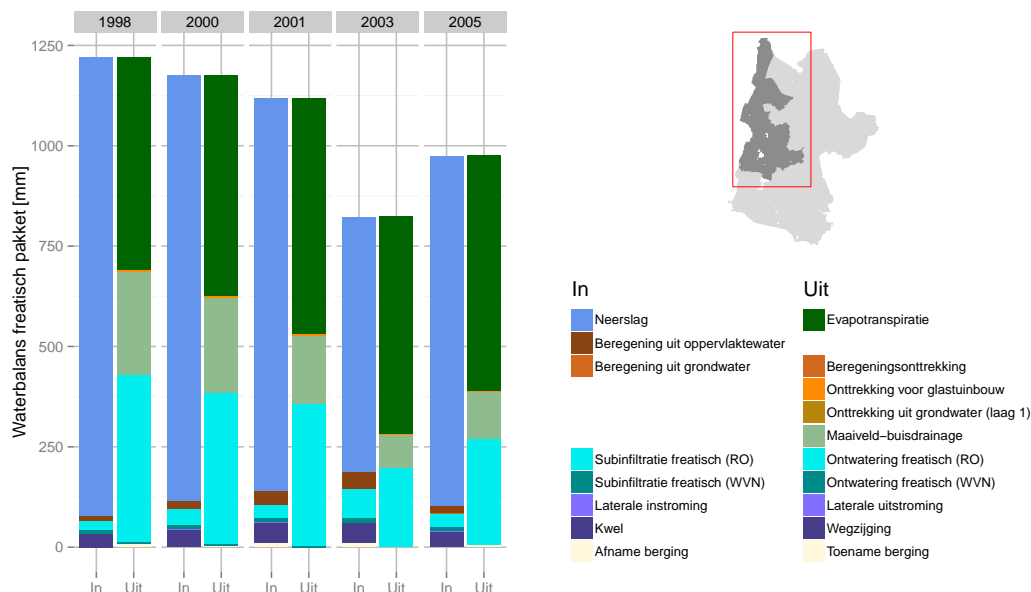 1998 2000 2001 2003 2005
1250
1000
750
500
250
0
Waterbalans freatisch pakket [mm]
In Uit In Uit In Uit In Uit In Uit
In Uit
Neerslag Evapotranspiratie
Beregening uit oppervlaktewater
Beregening uit grondwater Beregeningsonttrekking
Onttrekking voor glastuinbouw
Onttrekking uit grondwater (laag 1)
Maaiveld−buisdrainage
Subinfiltratie freatisch (RO) Ontwatering freatisch (RO)
Subinfiltratie freatisch (WVN) Ontwatering freatisch (WVN)
Laterale instroming Laterale uitstroming
Kwel Wegzijging
Afname berging Toename berging